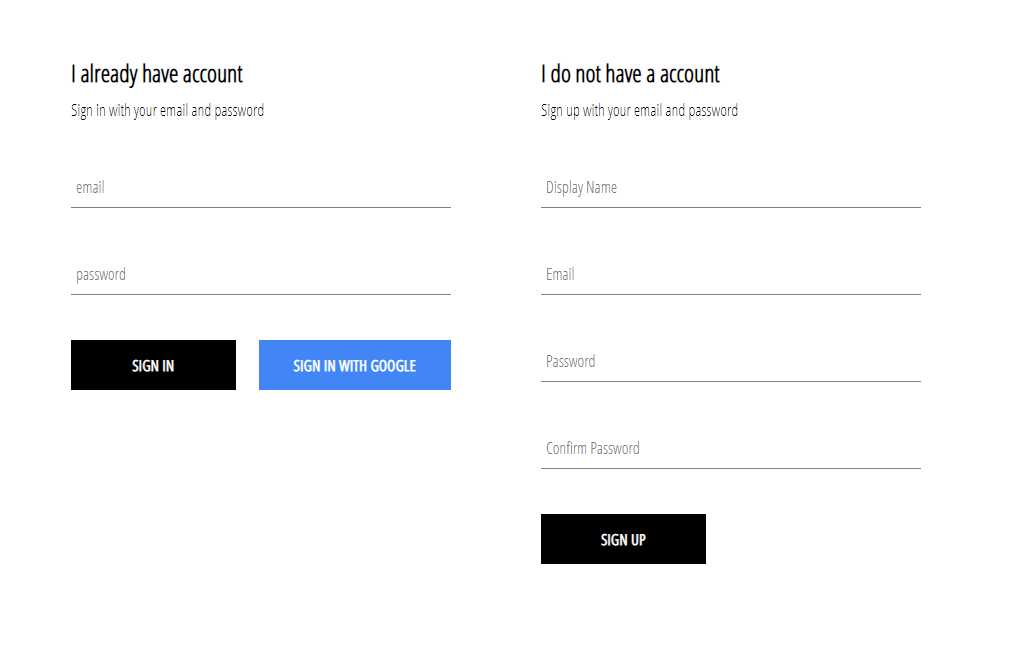 I already have account
Sign in with your email and password
email
password
SIGN IN
SIGN IN WITH GOOGLE
I do not have a account
Sign up with your email and password
Display Name
Email
Password
Confirm Password
SIGN UP